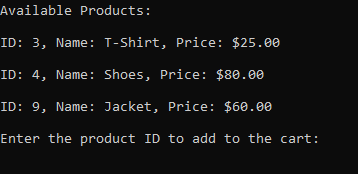 Available Products:
ID: 3, Name: T-Shirt, Price: $25.00
ID: 4, Name: Shoes, Price: $80.00
ID: 9, Name: Jacket, Price: $60.00
Enter the product ID to add to the cart: